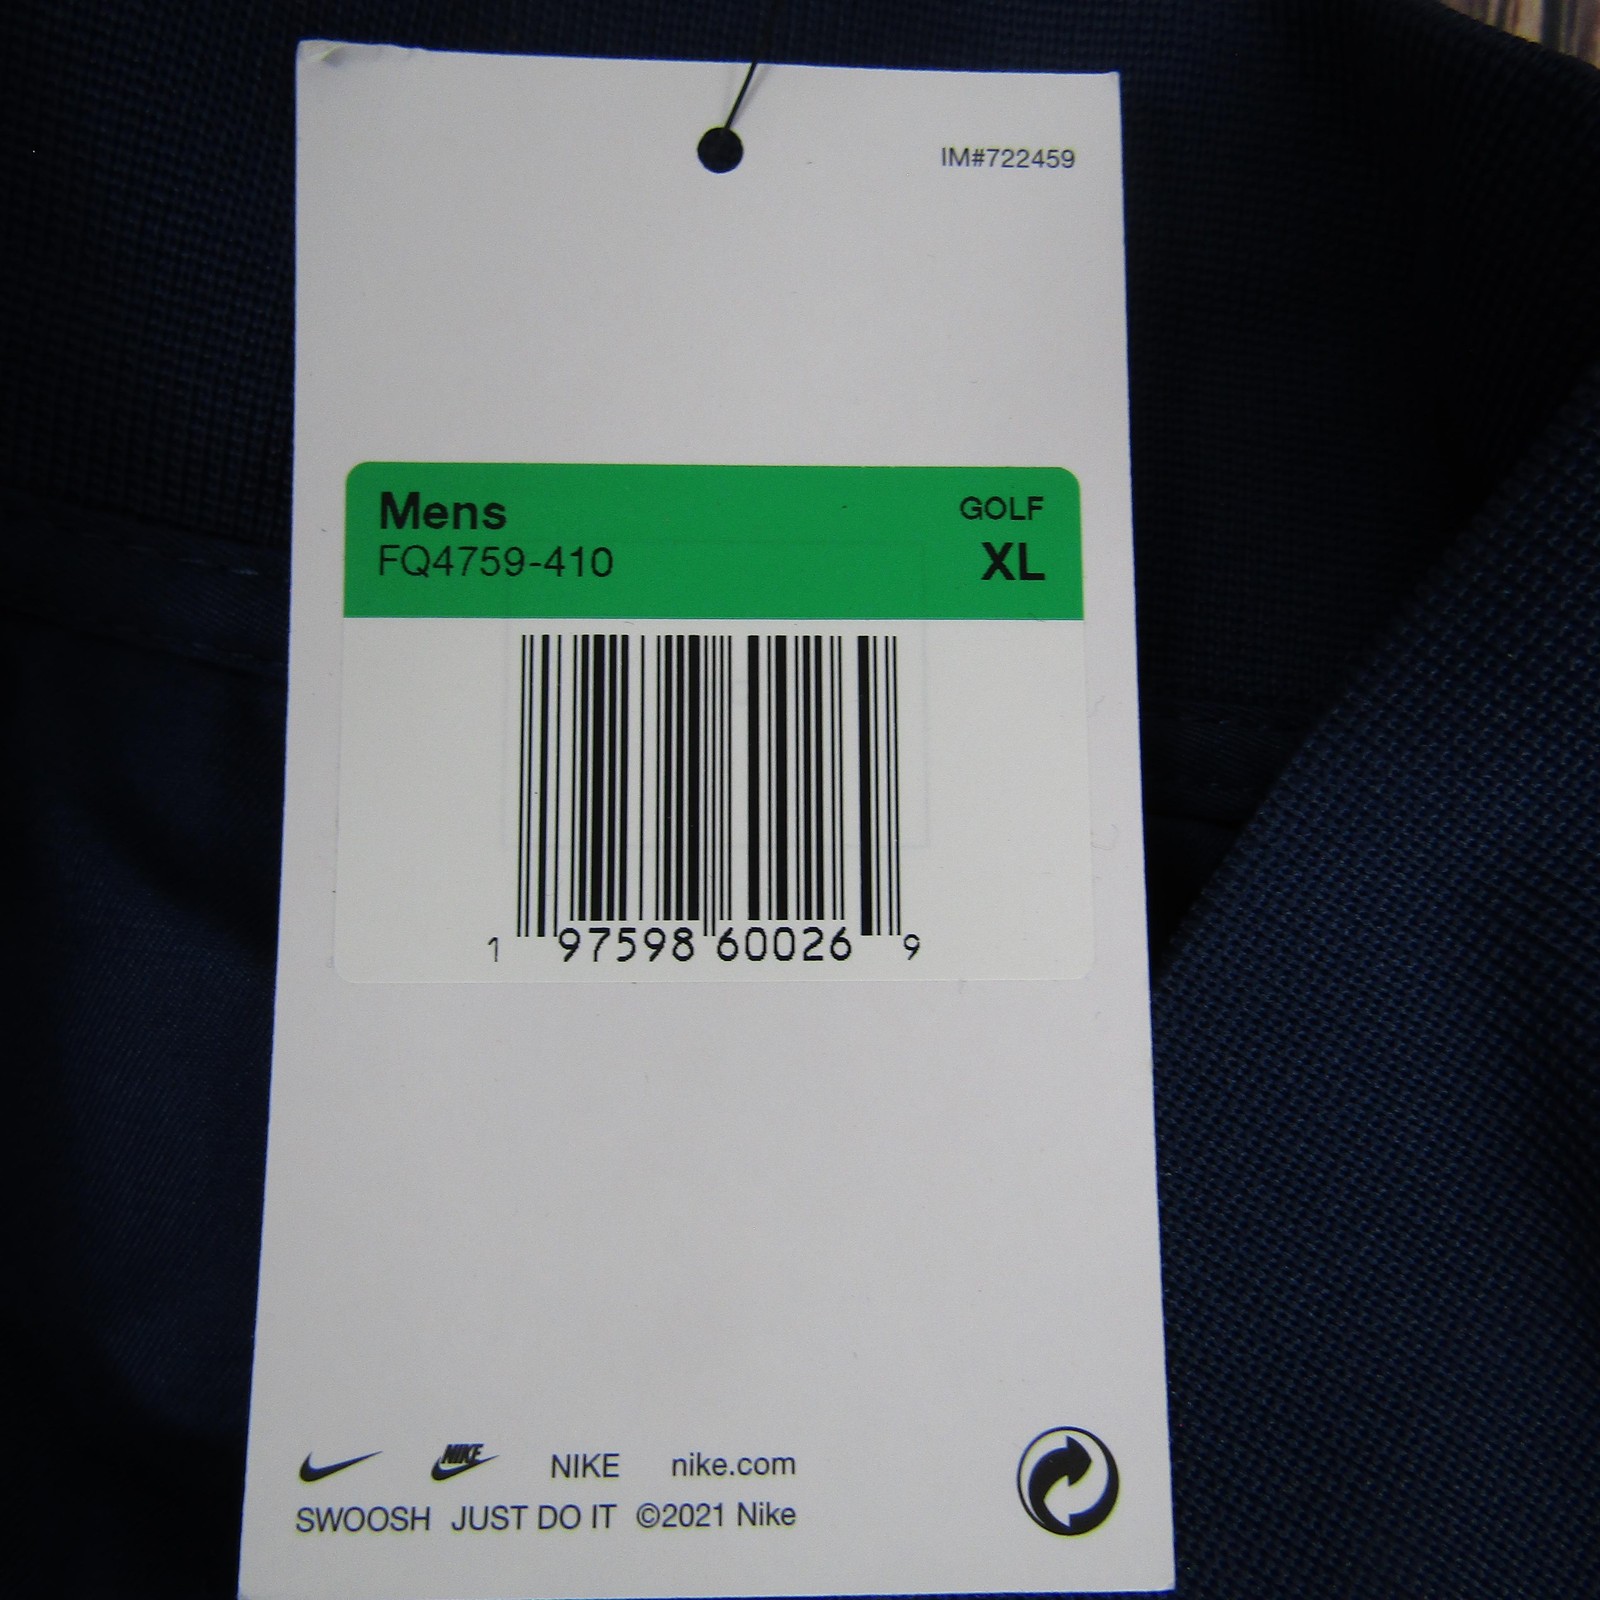 IM#722459
Mens GOLF
FQ4759-410 XL
1 97598 60026 9
NIKE NIKE nike.com
SWOOSH JUST DO IT ©2021 Nike